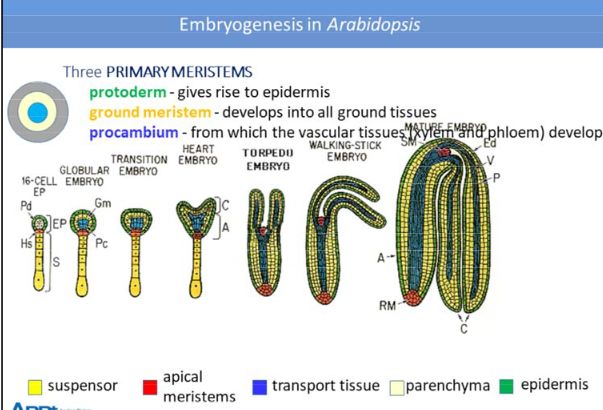 Embryogenesis in Arabidopsis
Three PRIMARY MERISTEMS
protoderm - gives rise to epidermis
ground meristem - develops into all ground tissues
procambium - from which the vascular tissues (xylem and phloem) develop
16-CELL EP
GLOBULAR EMBRYO
TRANSITION EMBRYO
HEART EMBRYO
TORPEDO EMBRYO
WALKING-STICK EMBRYO
MATURE EMBRYO
Pd
EP
Hs
S
Gm
Pc
C
A
SM
Ed
V
P
A
RM
C
suspensor
apical meristems
transport tissue
parenchyma
epidermis